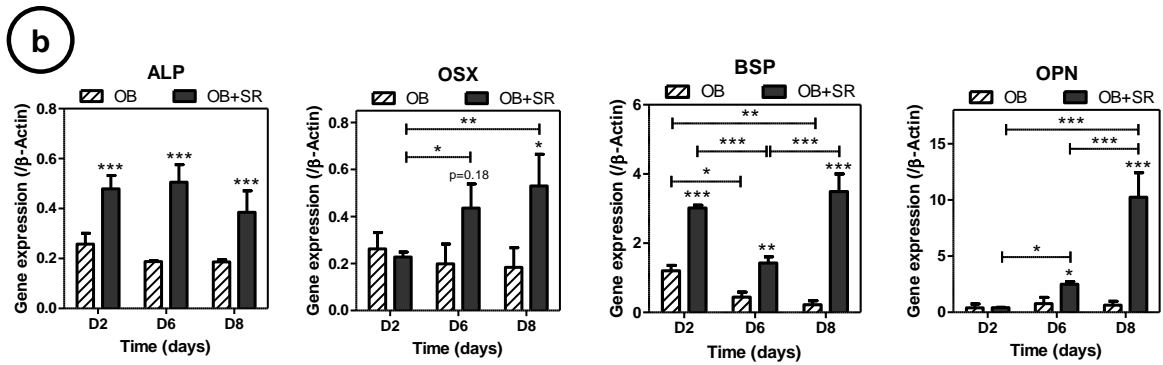 b
ALP
OB OB+SR
Gene expression (/β-Actin)
0.8
0.6
0.4
0.2
0.0
*** *** ***
D2 D6 D8
Time (days)
OSX
OB OB+SR
Gene expression (/β-Actin)
0.8
0.6
0.4
0.2
0.0
**
* *
p=0.18
D2 D6 D8
Time (days)
BSP
OB OB+SR
Gene expression (/β-Actin)
6
4
2
0
**
*** ***
* ***
***
**
D2 D6 D8
Time (days)
OPN
OB OB+SR
Gene expression (/β-Actin)
15
10
5
0
***
***
***
*
*
D2 D6 D8
Time (days)